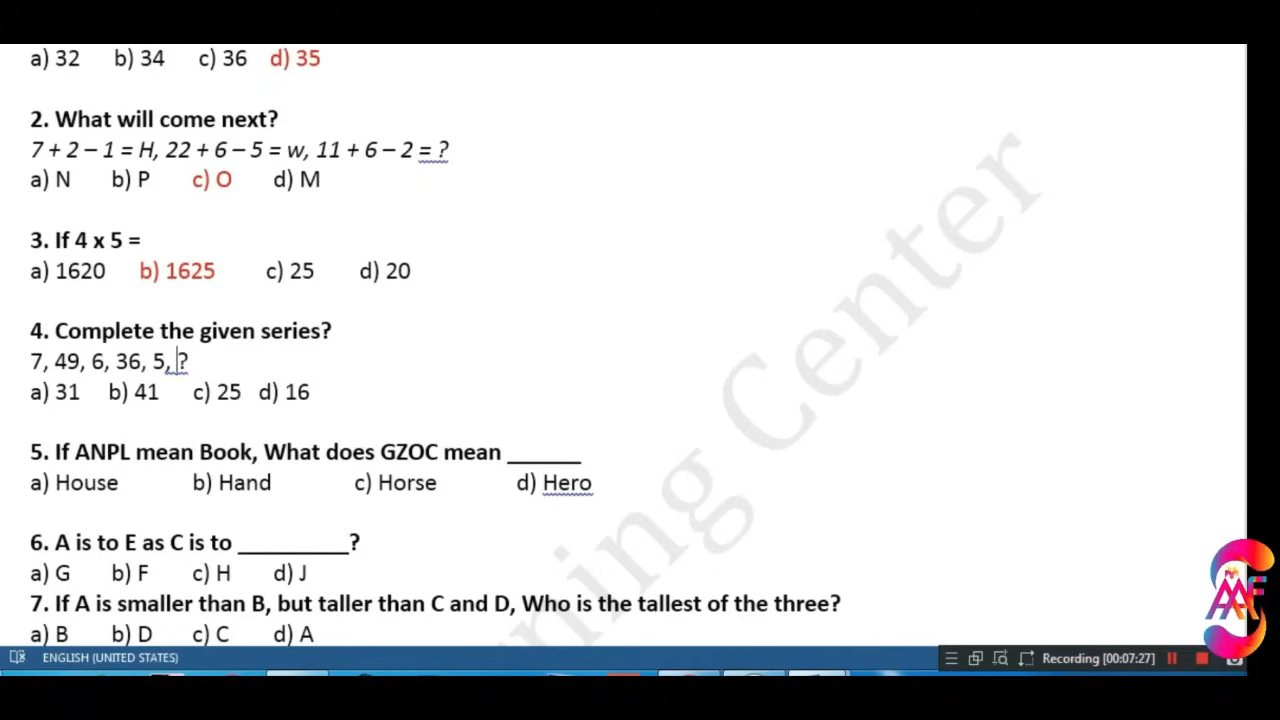 a) 32 b) 34 c) 36 d) 35
2. What will come next?
7 + 2 – 1 = H, 22 + 6 – 5 = w, 11 + 6 – 2 = ?
a) N b) P c) O d) M
3. If 4 x 5 =
a) 1620 b) 1625 c) 25 d) 20
4. Complete the given series?
7, 49, 6, 36, 5, ?
a) 31 b) 41 c) 25 d) 16
5. If ANPL mean Book, What does GZOC mean ______
a) House b) Hand c) Horse d) Hero
6. A is to E as C is to _________?
a) G b) F c) H d) J
7. If A is smaller than B, but taller than C and D, Who is the tallest of the three?
a) B b) D c) C d) A
ENGLISH (UNITED STATES)
Recording [00:07:27]
ning Center